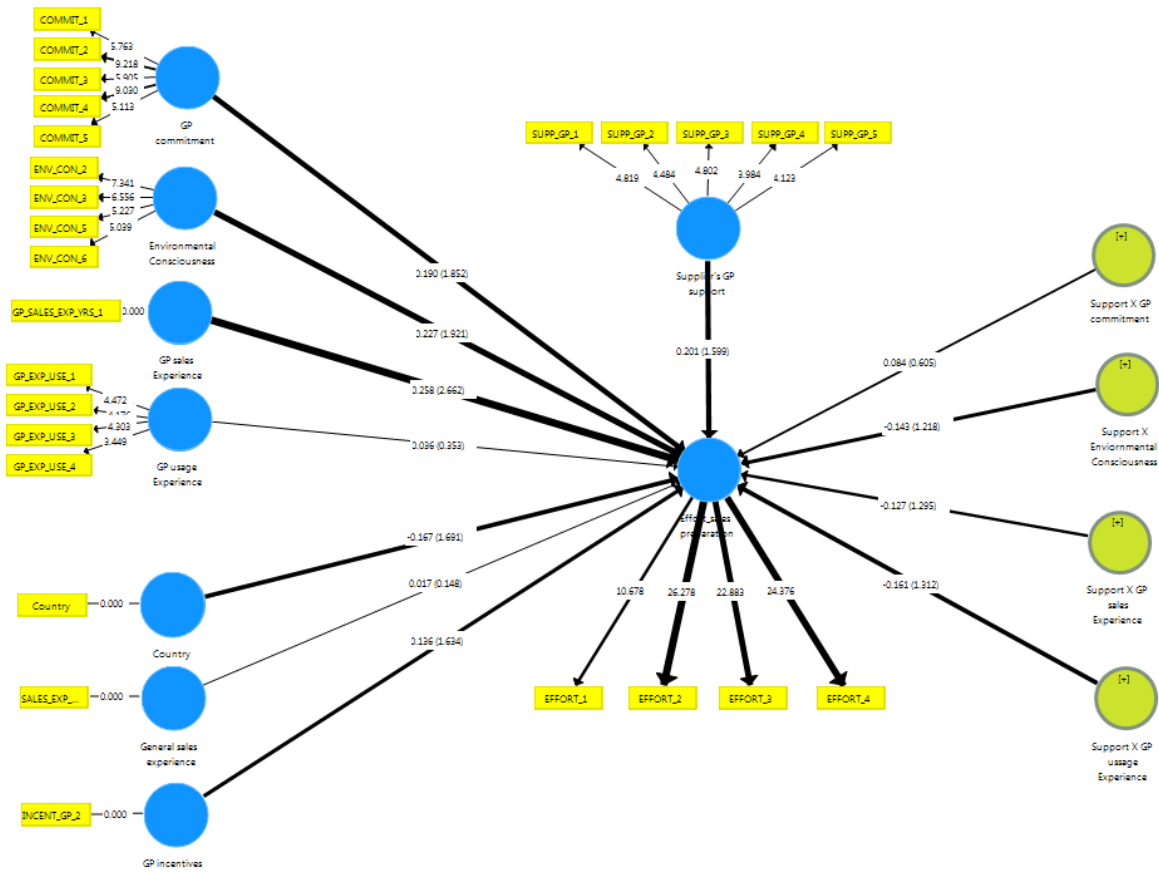 COMMIT_1
COMMIT_2
COMMIT_3
COMMIT_4
COMMIT_5
5.763
9.218
5.905
9.030
5.113
GP
commitment
ENV_CON_2
ENV_CON_3
ENV_CON_5
ENV_CON_6
7.341
6.556
5.227
5.039
Environmental
Consciousness
GP_SALES_EXP_YRS_1
0.000
GP sales
Experience
GP_EXP_USE_1
GP_EXP_USE_2
GP_EXP_USE_3
GP_EXP_USE_4
4.472
4.303
3.449
GP usage
Experience
Country
0.000
Country
SALES_EXP_...
0.000
General sales
experience
INCENT_GP_2
0.000
GP incentives
0.190 (1.852)
0.227 (1.921)
0.258 (2.662)
0.036 (0.353)
-0.167 (1.691)
0.017 (0.148)
0.136 (1.634)
SUPP_GP_1
SUPP_GP_2
SUPP_GP_3
SUPP_GP_4
SUPP_GP_5
4.819
4.484
4.802
3.984
4.123
Supplier's GP
support
0.201 (1.599)
Effort_sales
preparation
10.678
26.278
22.883
24.376
EFFORT_1
EFFORT_2
EFFORT_3
EFFORT_4
0.084 (0.605)
-0.143 (1.218)
-0.127 (1.295)
-0.161 (1.312)
[+]
Support X GP
commitment
[+]
Support X
Enviornmental
Consciousness
[+]
Support X GP
sales
Experience
[+]
Support X GP
ussage
Experience